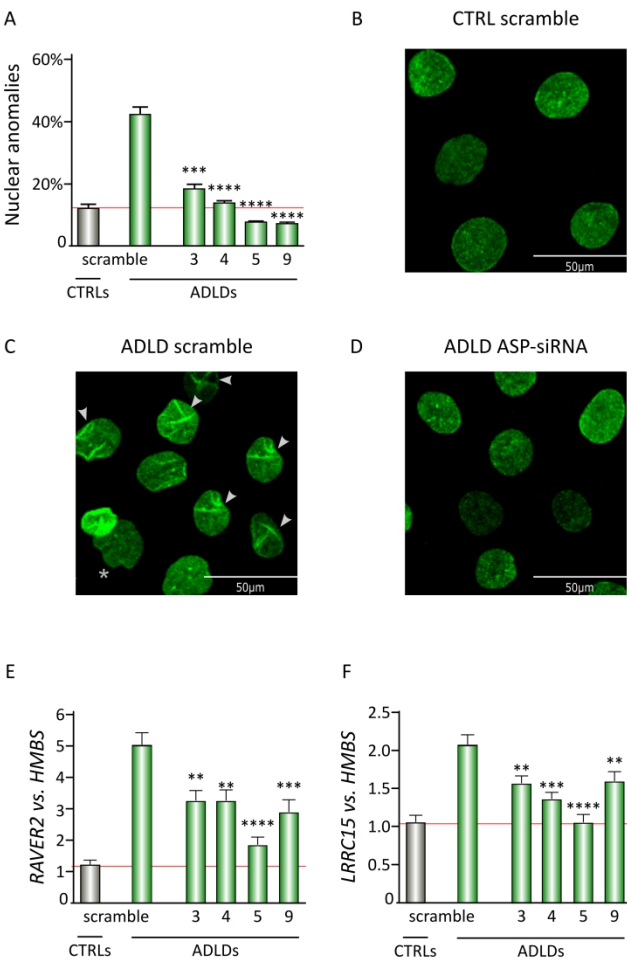 A
Nuclear anomalies
60%
40%
20%
0
***
****
****
****
scramble 3 4 5 9
CTRLs ADLDs
B
CTRL scramble
50µm
C
ADLD scramble
*
50µm
D
ADLD ASP-siRNA
50µm
E
RAVER2 vs. HMBS
6
5
4
3
2
1
0
**
**
****
***
scramble 3 4 5 9
CTRLs ADLDs
F
LRRC15 vs. HMBS
2.5
2.0
1.5
1.0
0.5
0
**
***
****
**
scramble 3 4 5 9
CTRLs ADLDs